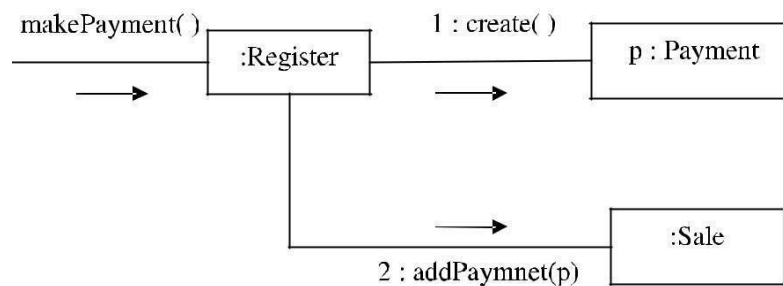 makePayment( )
1 : create( )
:Register
p : Payment
:Sale
2 : addPaymnet(p)